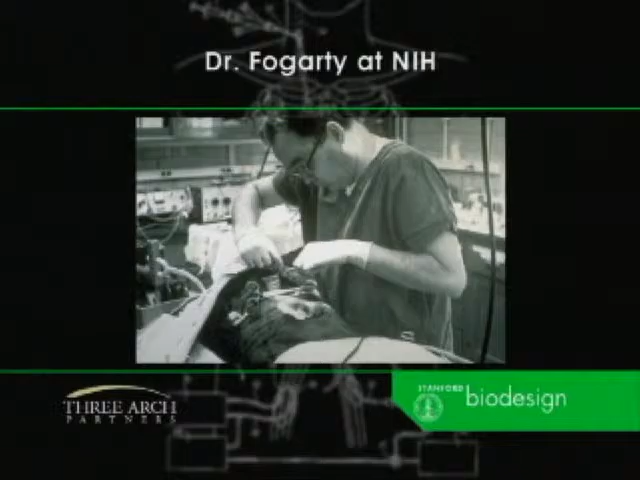 Dr. Fogarty at NIH
THREE ARCH
PARTNERS
STANFORD
biodesign